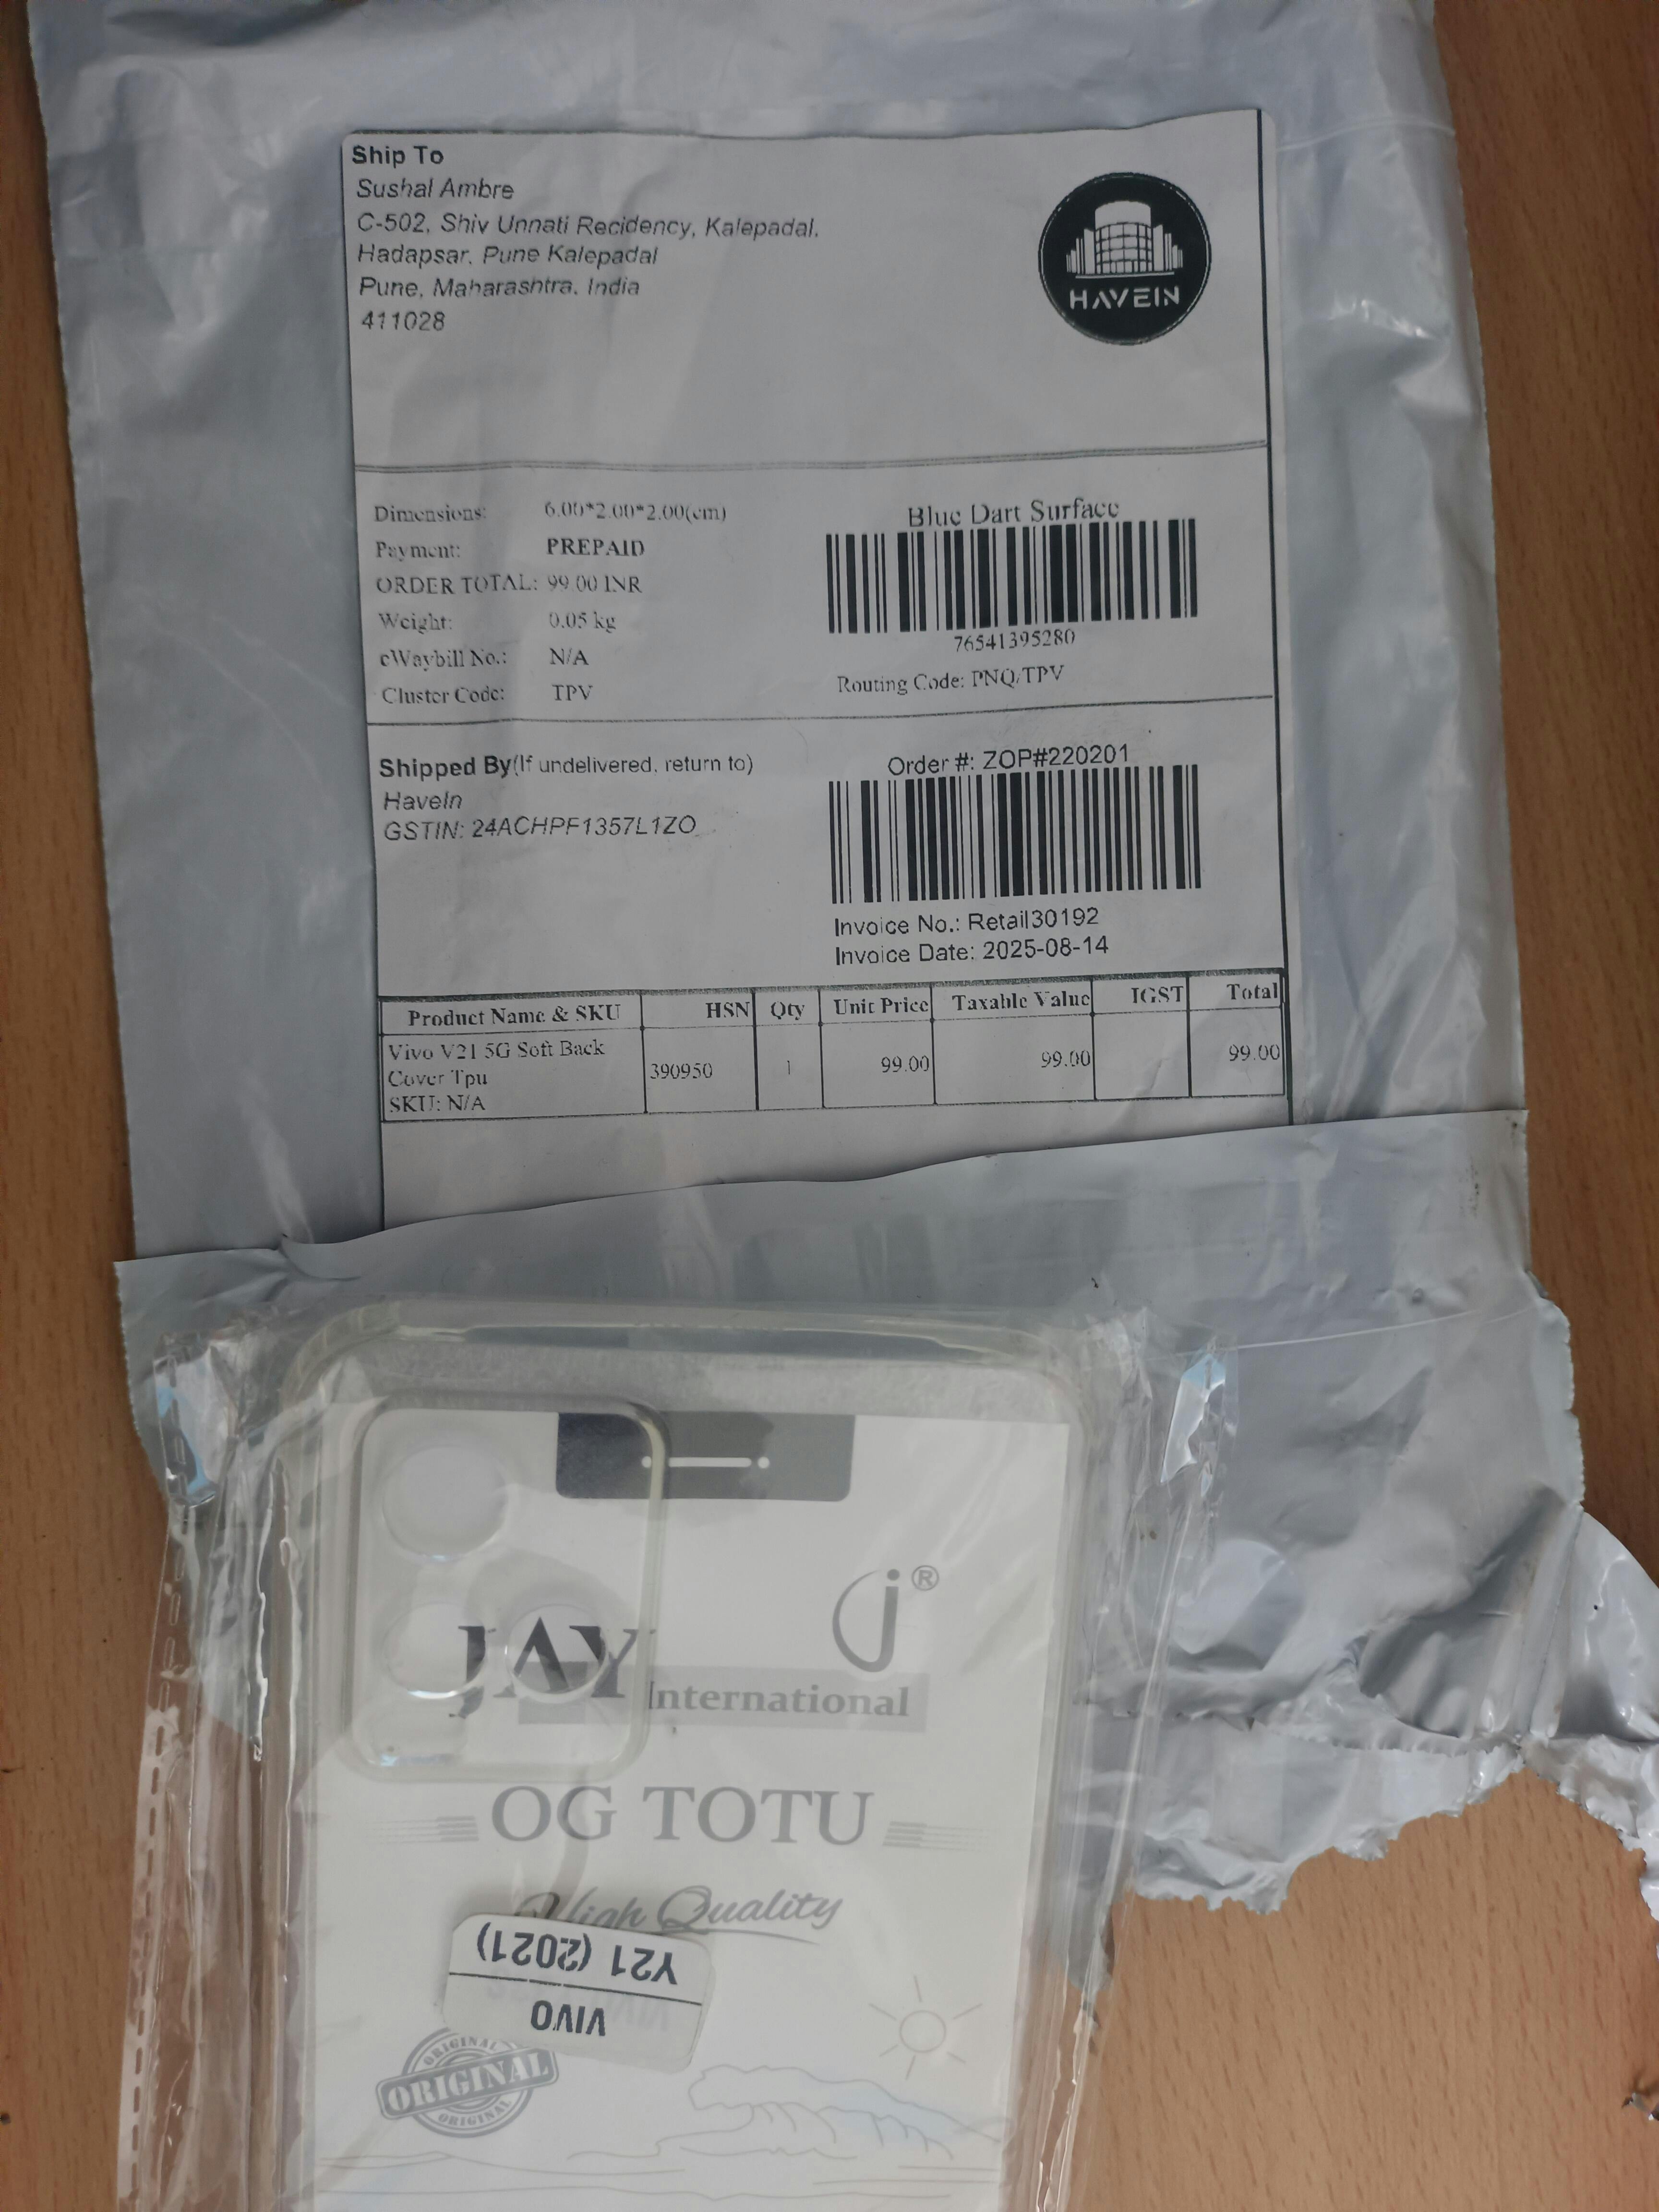 Ship To
Sushal Ambre
C-502, Shiv Unnati Recidency, Kalepadal,
Hadapsar, Pune Kalepadal
Pune, Maharashtra, India
411028
HAVEIN
Dimensions: 6.00*2.00*2.00(cm)
Payment: PREPAID
ORDER TOTAL: 99.00 INR
Weight: 0.05 kg
eWaybill No.: N/A
Cluster Code: TPV
Blue Dart Surface
76541395280
Routing Code: PNQ/TPV
Shipped By(If undelivered, return to)
HaveIn
GSTIN: 24ACHPF1357L1ZO
Order #: ZOP#220201
Invoice No.: Retail30192
Invoice Date: 2025-08-14
Product Name & SKU HSN Qty Unit Price Taxable Value IGST Total
Vivo V21 5G Soft Back Cover Tpu 390950 1 99.00 99.00 99.00
SKU: N/A
j®
JAY International
OG TOTU
High Quality
VIVO
Y21 (2021)
ORIGINAL
ORIGINAL
ORIGINAL